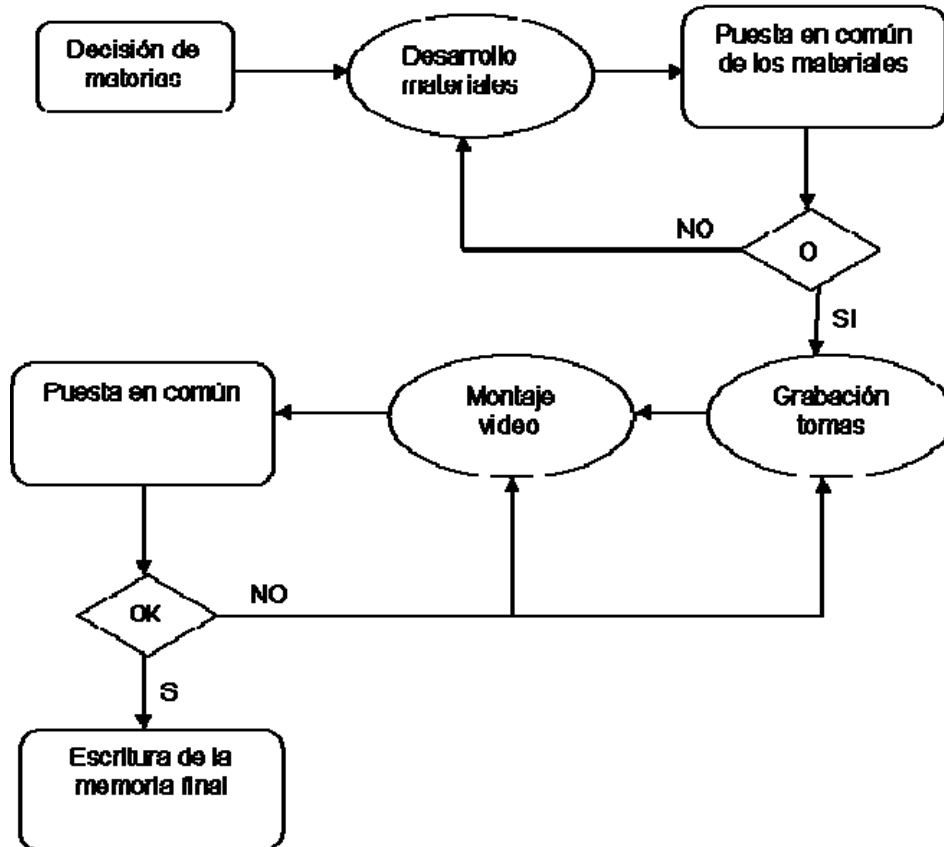 Decisión de
materias
Desarrollo
materiales
Puesta en común
de los materiales
NO
O
SI
Puesta en común
Montaje
video
Grabación
tomas
OK
NO
S
Escritura de la
memoria final